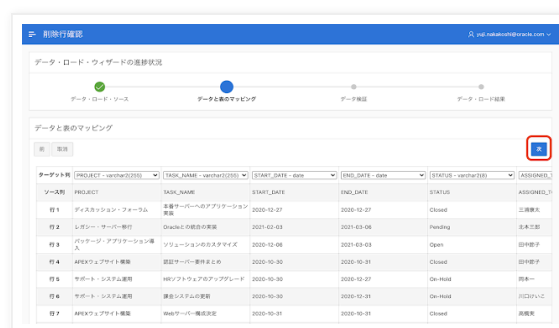 削除行確認
yuji.nakakoshi@oracle.com
データ・ロード・ウィザードの進捗状況
データ・ロード・ソース
データと表のマッピング
データ検証
データ・ロード結果
データと表のマッピング
前 取消 次
ターゲット列 PROJECT - varchar2(255) TASK_NAME - varchar2(255) START_DATE - date END_DATE - date STATUS - varchar2(8) ASSIGNED_
ソース列 PROJECT TASK_NAME START_DATE END_DATE STATUS ASSIGNED_T
行 1 ディスカッション・フォーラム 本番サーバーへのアプリケーション実装 2020-12-27 2020-12-27 Closed
行 2 レガシー・サーバー移行 Oracleとの統合の実装 2021-02-03 2021-03-06 Pending
行 3 パッケージ・アプリケーション導入 ソリューションのカスタマイズ 2020-12-06 2021-03-03 Open 田中郎子
行 4 APEXウェブサイト構築 認証サーバー要件まとめ 2020-10-30 2020-10-31 Closed 田中郎子
行 5 サポート・システム運用 HRソフトウェアのアップグレード 2020-10-30 2020-12-27 On-Hold 岡本一
行 6 サポート・システム運用 課金システムの更新 2020-10-30 2020-12-31 On-Hold 川口けいこ
行 7 APEXウェブサイト構築 Webサーバー構成決定 2020-10-31 2020-10-31 Closed